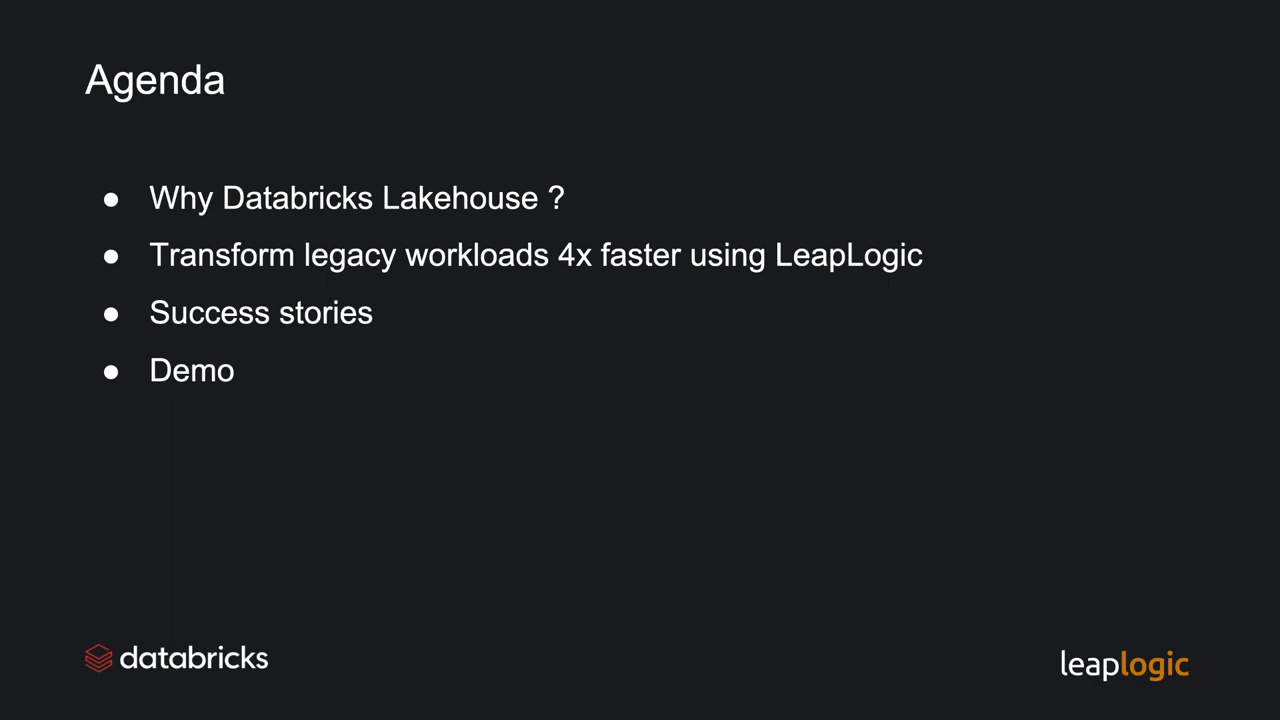 Agenda
● Why Databricks Lakehouse ?
● Transform legacy workloads 4x faster using LeapLogic
● Success stories
● Demo
databricks
leaplogic